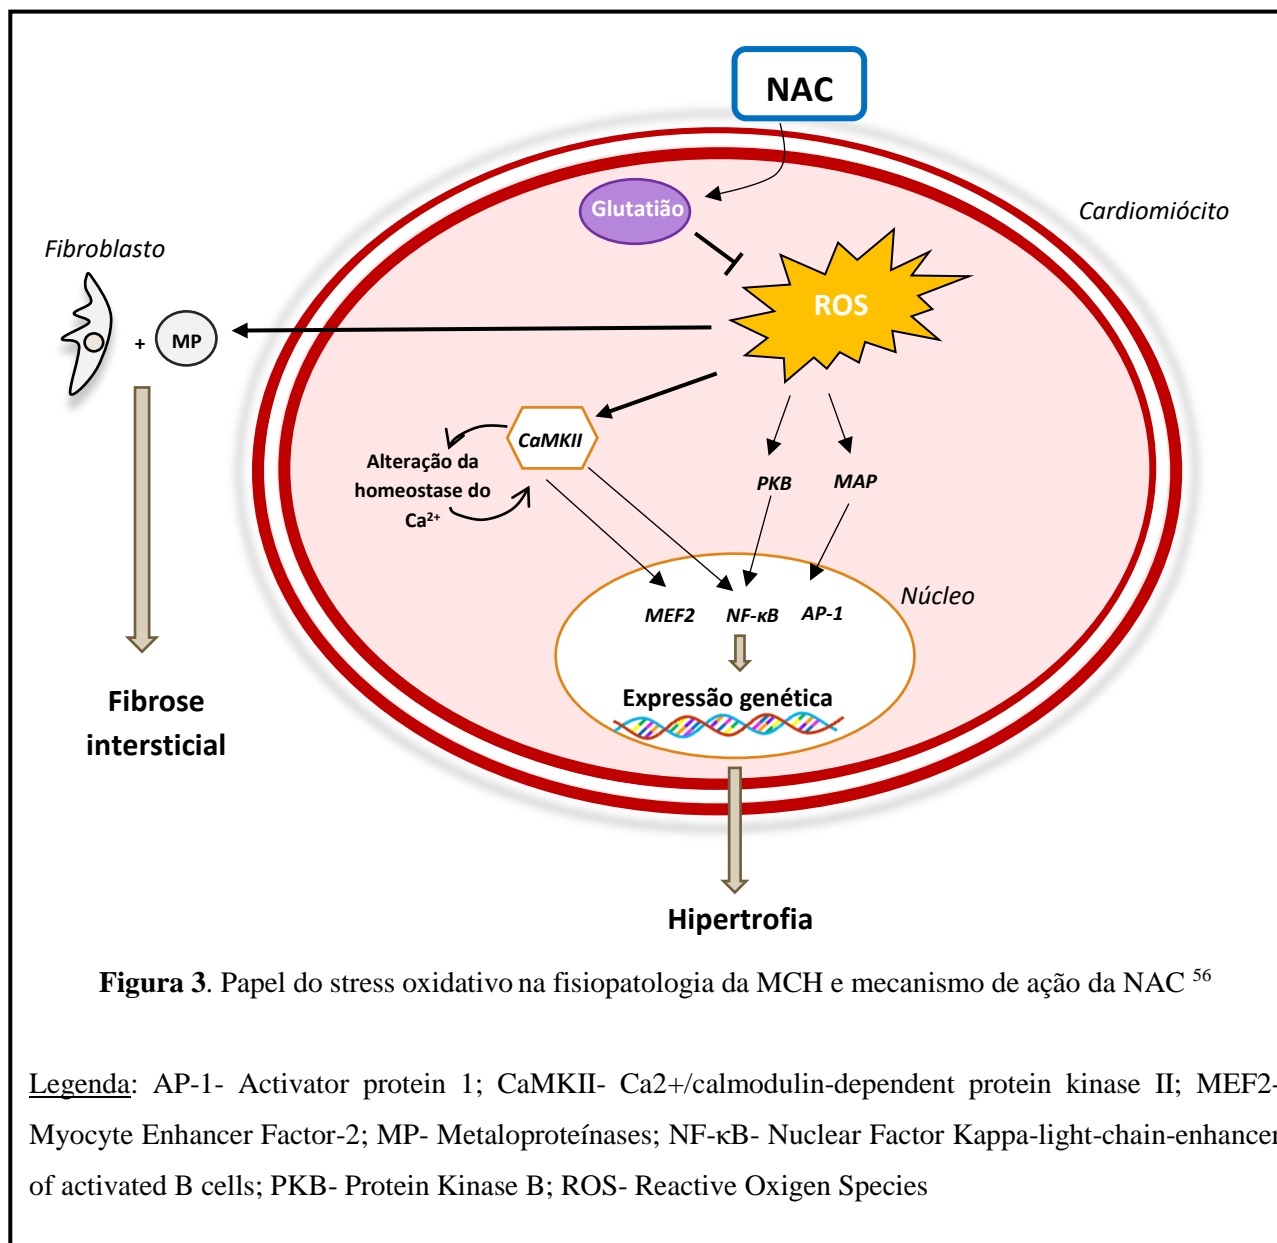 NAC
Glutatião
Cardiomiócito
Fibroblasto
ROS
+ MP
CaMKII
Alteração da
homeostase do
Ca²⁺
PKB MAP
Núcleo
MEF2 NF-κB AP-1
Expressão genética
Fibrose
intersticial
Hipertrofia
Figura 3. Papel do stress oxidativo na fisiopatologia da MCH e mecanismo de ação da NAC ⁵⁶
Legenda: AP-1- Activator protein 1; CaMKII- Ca2+/calmodulin-dependent protein kinase II; MEF2-
Myocyte Enhancer Factor-2; MP- Metaloproteínases; NF-κB- Nuclear Factor Kappa-light-chain-enhancer
of activated B cells; PKB- Protein Kinase B; ROS- Reactive Oxigen Species